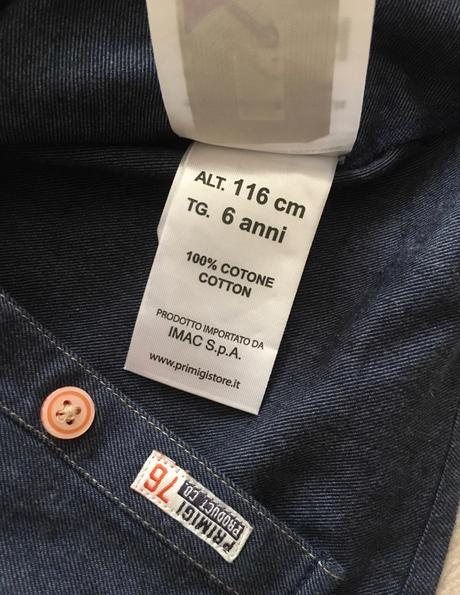 ALT. 116 cm
TG. 6 anni
100% COTONE
COTTON
PRODOTTO IMPORTATO DA
IMAC S.p.A.
www.primigistore.it
76
PRIMIGI
PRODUCT CO.